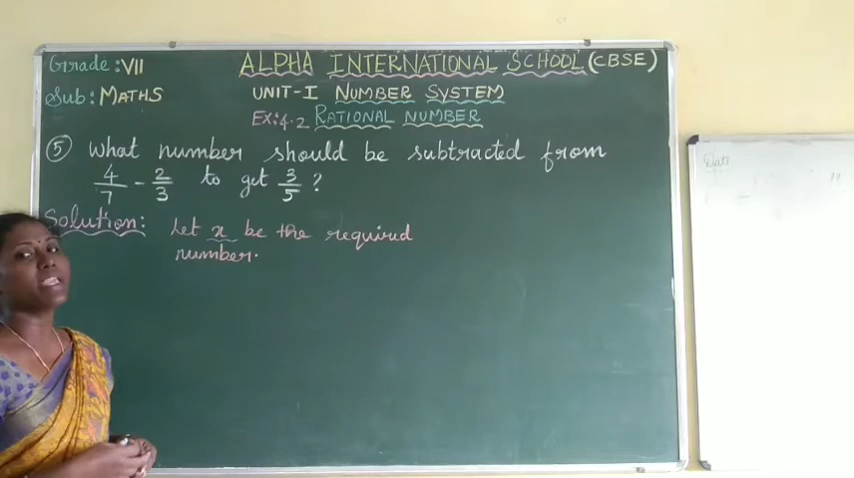 Grade : VII ALPHA INTERNATIONAL SCHOOL (CBSE)
Sub : MATHS UNIT-I NUMBER SYSTEM
Ex: 4.2 RATIONAL NUMBER
5 What number should be subtracted from
4/7 - 2/3 to get 3/5 ?
Solution: Let x be the required
number.
Date